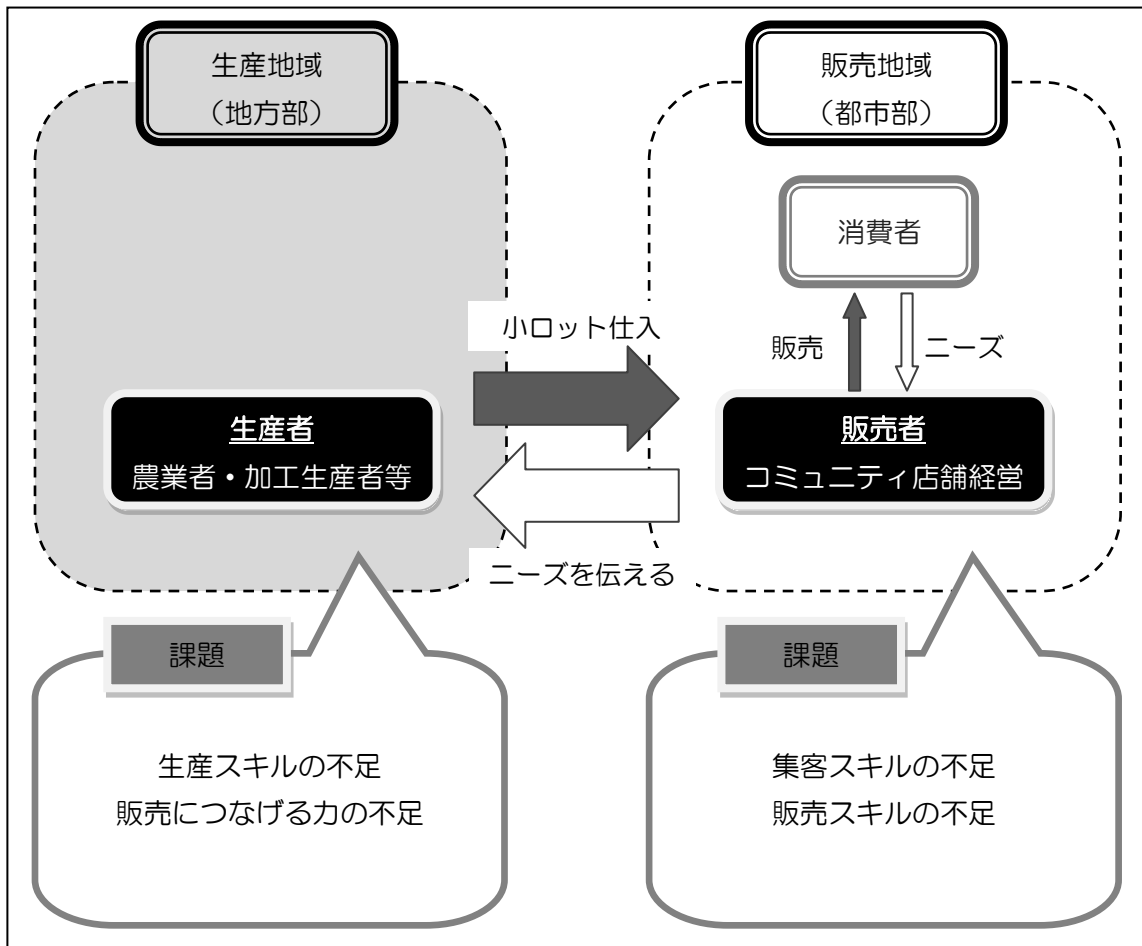 生産地域
（地方部）
販売地域
（都市部）
消費者
小ロット仕入
販売
ニーズ
生産者
農業者・加工生産者等
販売者
コミュニティ店舗経営
ニーズを伝える
課題
生産スキルの不足
販売につなげる力の不足
課題
集客スキルの不足
販売スキルの不足